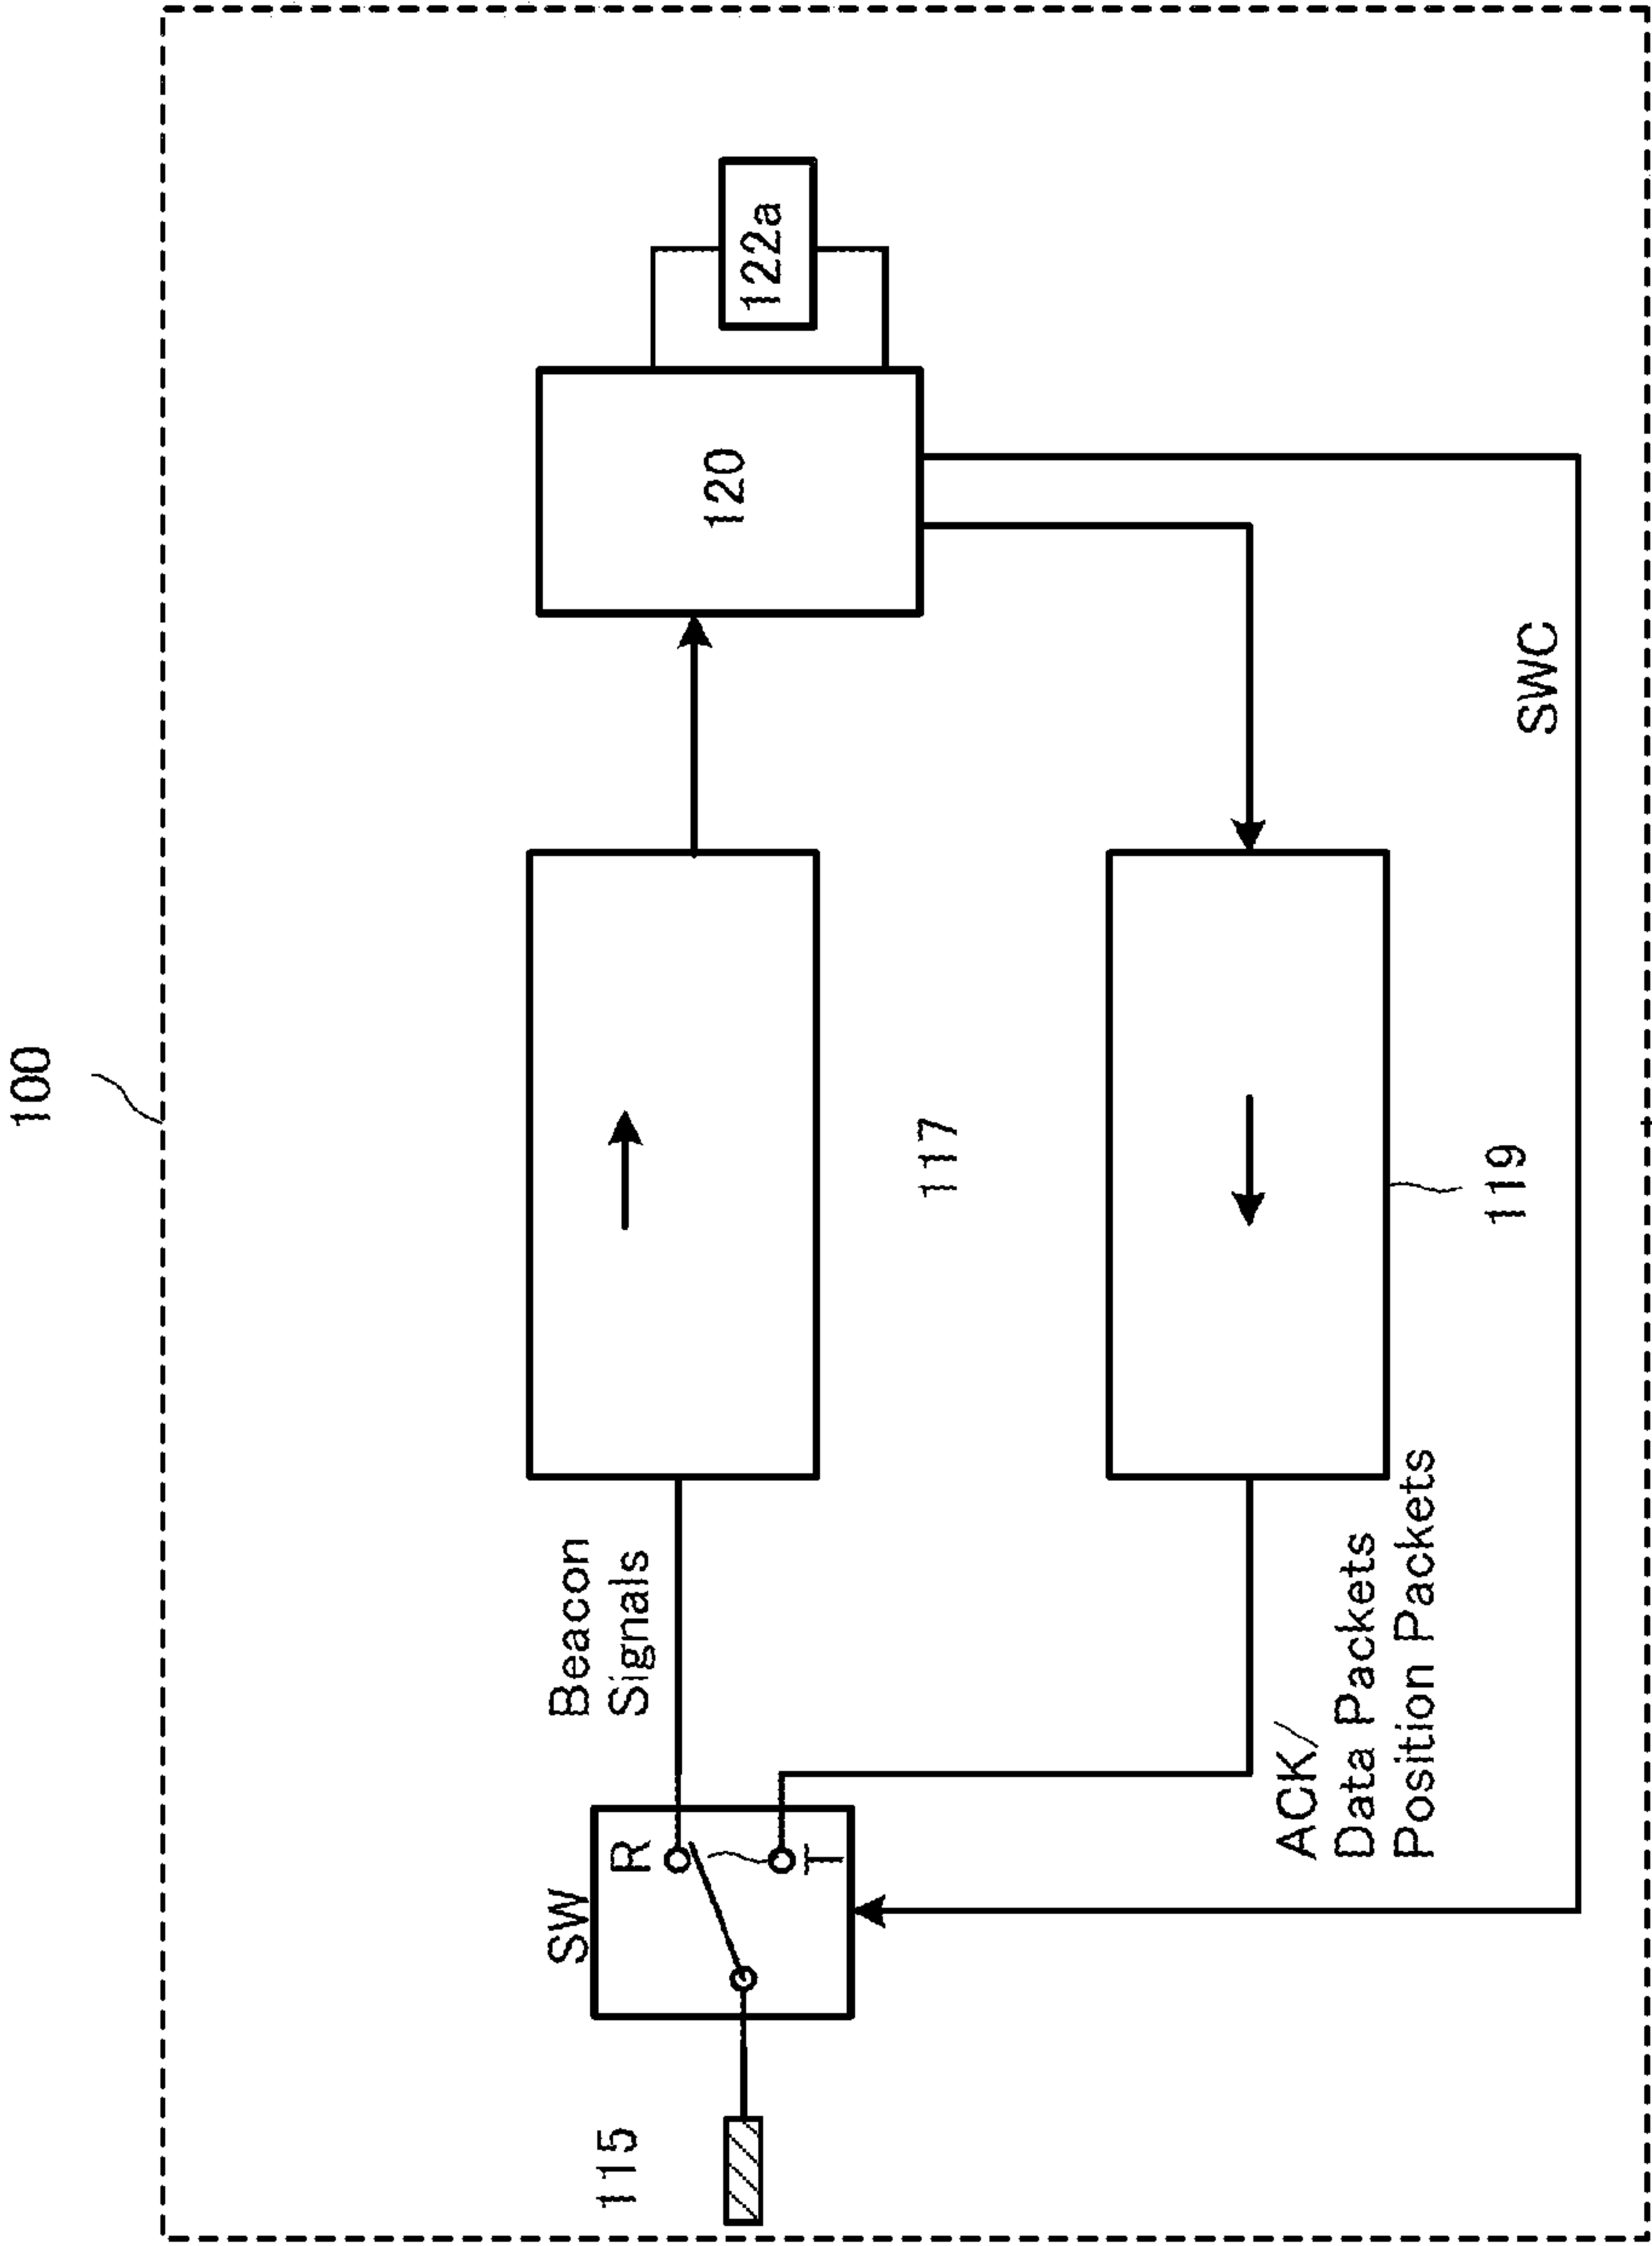 100
115
SW
R
T
Beacon
Signals
117
120
122a
ACK/
Data Packets
Position Packets
119
SWC